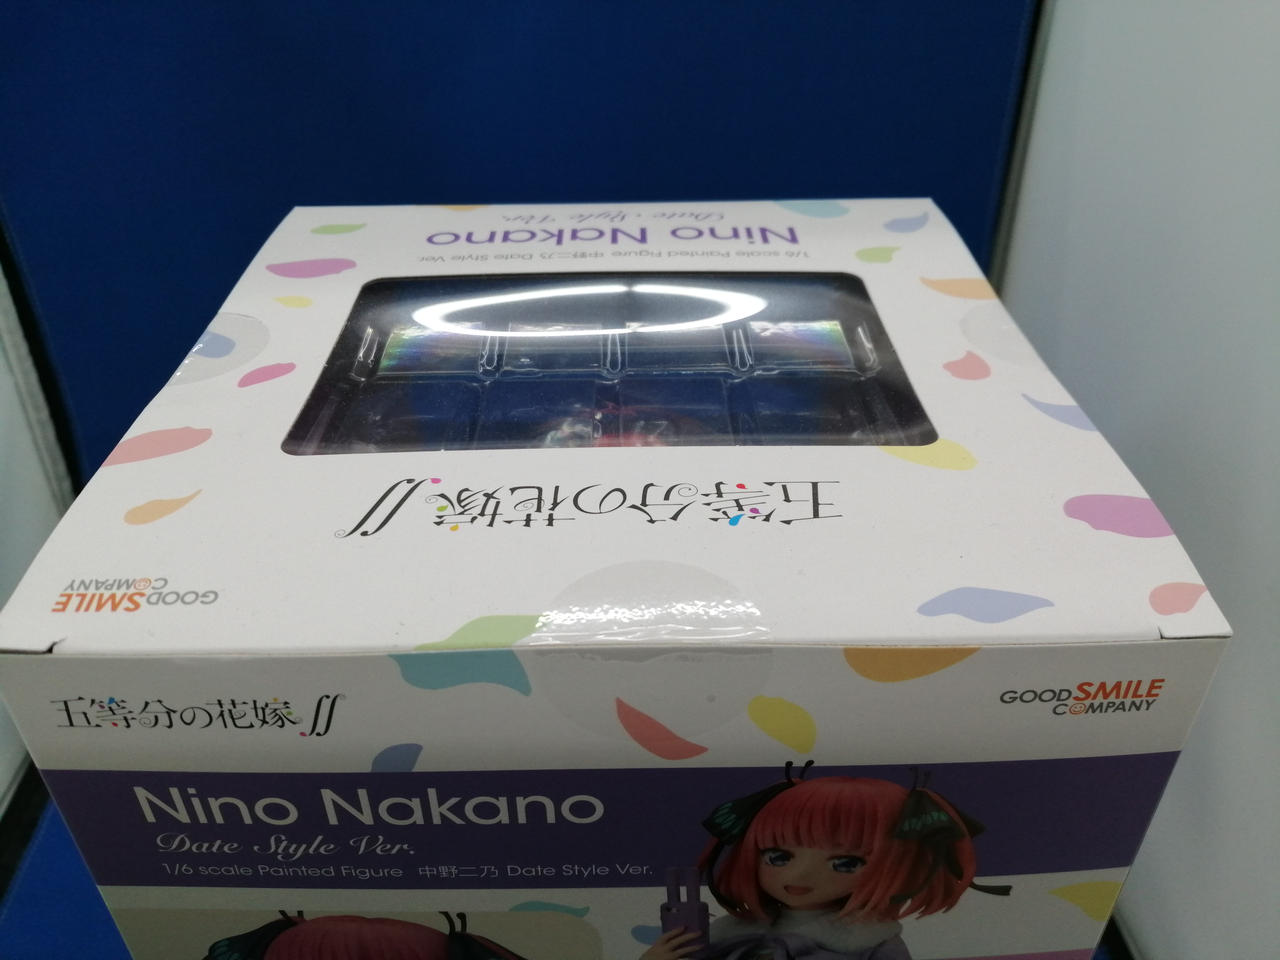 Date Style Ver.
Nino Nakano
1/6 scale Painted Figure 中野二乃 Date Style Ver.
五等分の花嫁∬
GOOD SMILE
COMPANY
五等分の花嫁∬
GOOD SMILE
COMPANY
Nino Nakano
Date Style Ver.
1/6 scale Painted Figure 中野二乃 Date Style Ver.